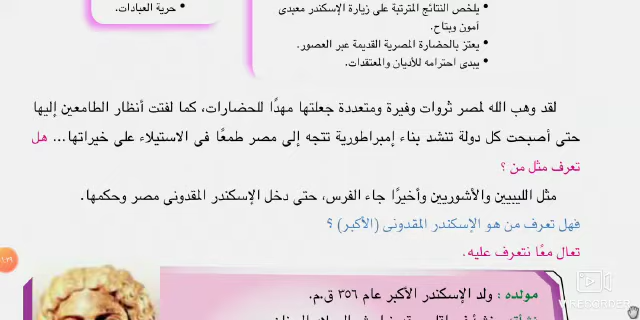 يلخص النتائج المترتبة على زيارة الإسكندر معبدى
آمون وبتاح.
يعتز بالحضارة المصرية القديمة عبر العصور.
يبدى احترامه للأديان والمعتقدات.
• حرية العبادات.
لقد وهب الله لمصر ثروات وفيرة ومتعددة جعلتها مهدًا للحضارات، كما لفتت أنظار الطامعين إليها
حتى أصبحت كل دولة تنشد بناء إمبراطورية تتجه إلى مصر طمعًا فى الاستيلاء على خيراتها... هل
تعرف مثل من ؟
مثل الليبيين والأشوريين وأخيرًا جاء الفرس، حتى دخل الإسكندر المقدونى مصر وحكمها.
فهل تعرف من هو الإسكندر المقدونى (الأكبر) ؟
تعال معًا نتعرف عليه.
مولده : ولد الإسكندر الأكبر عام ٣٥٦ ق.م.
VRECORDER